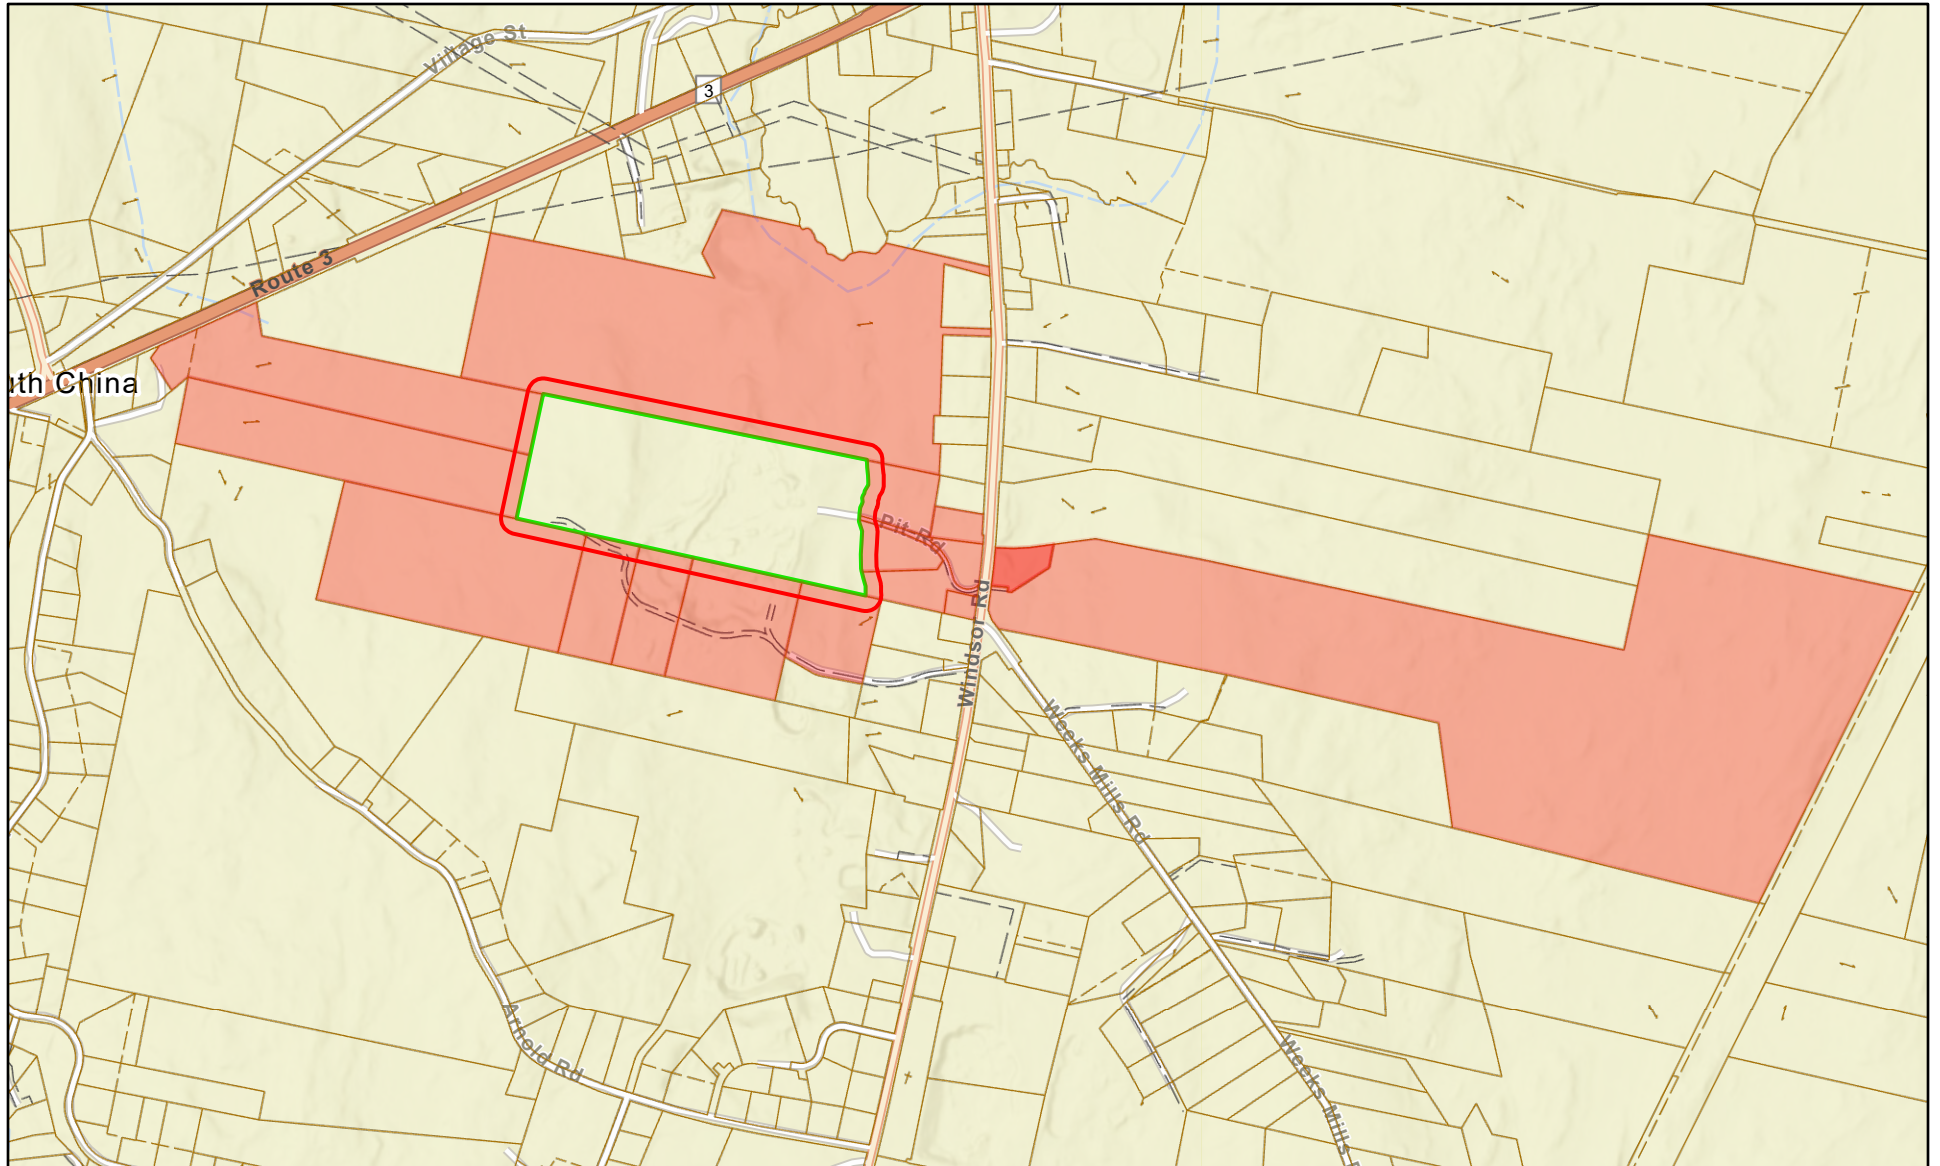 Village St
3
Route 3
uth China
Pit Rd
Windsor Rd
Weeks Mills Rd
Arnold Rd
Weeks Mills